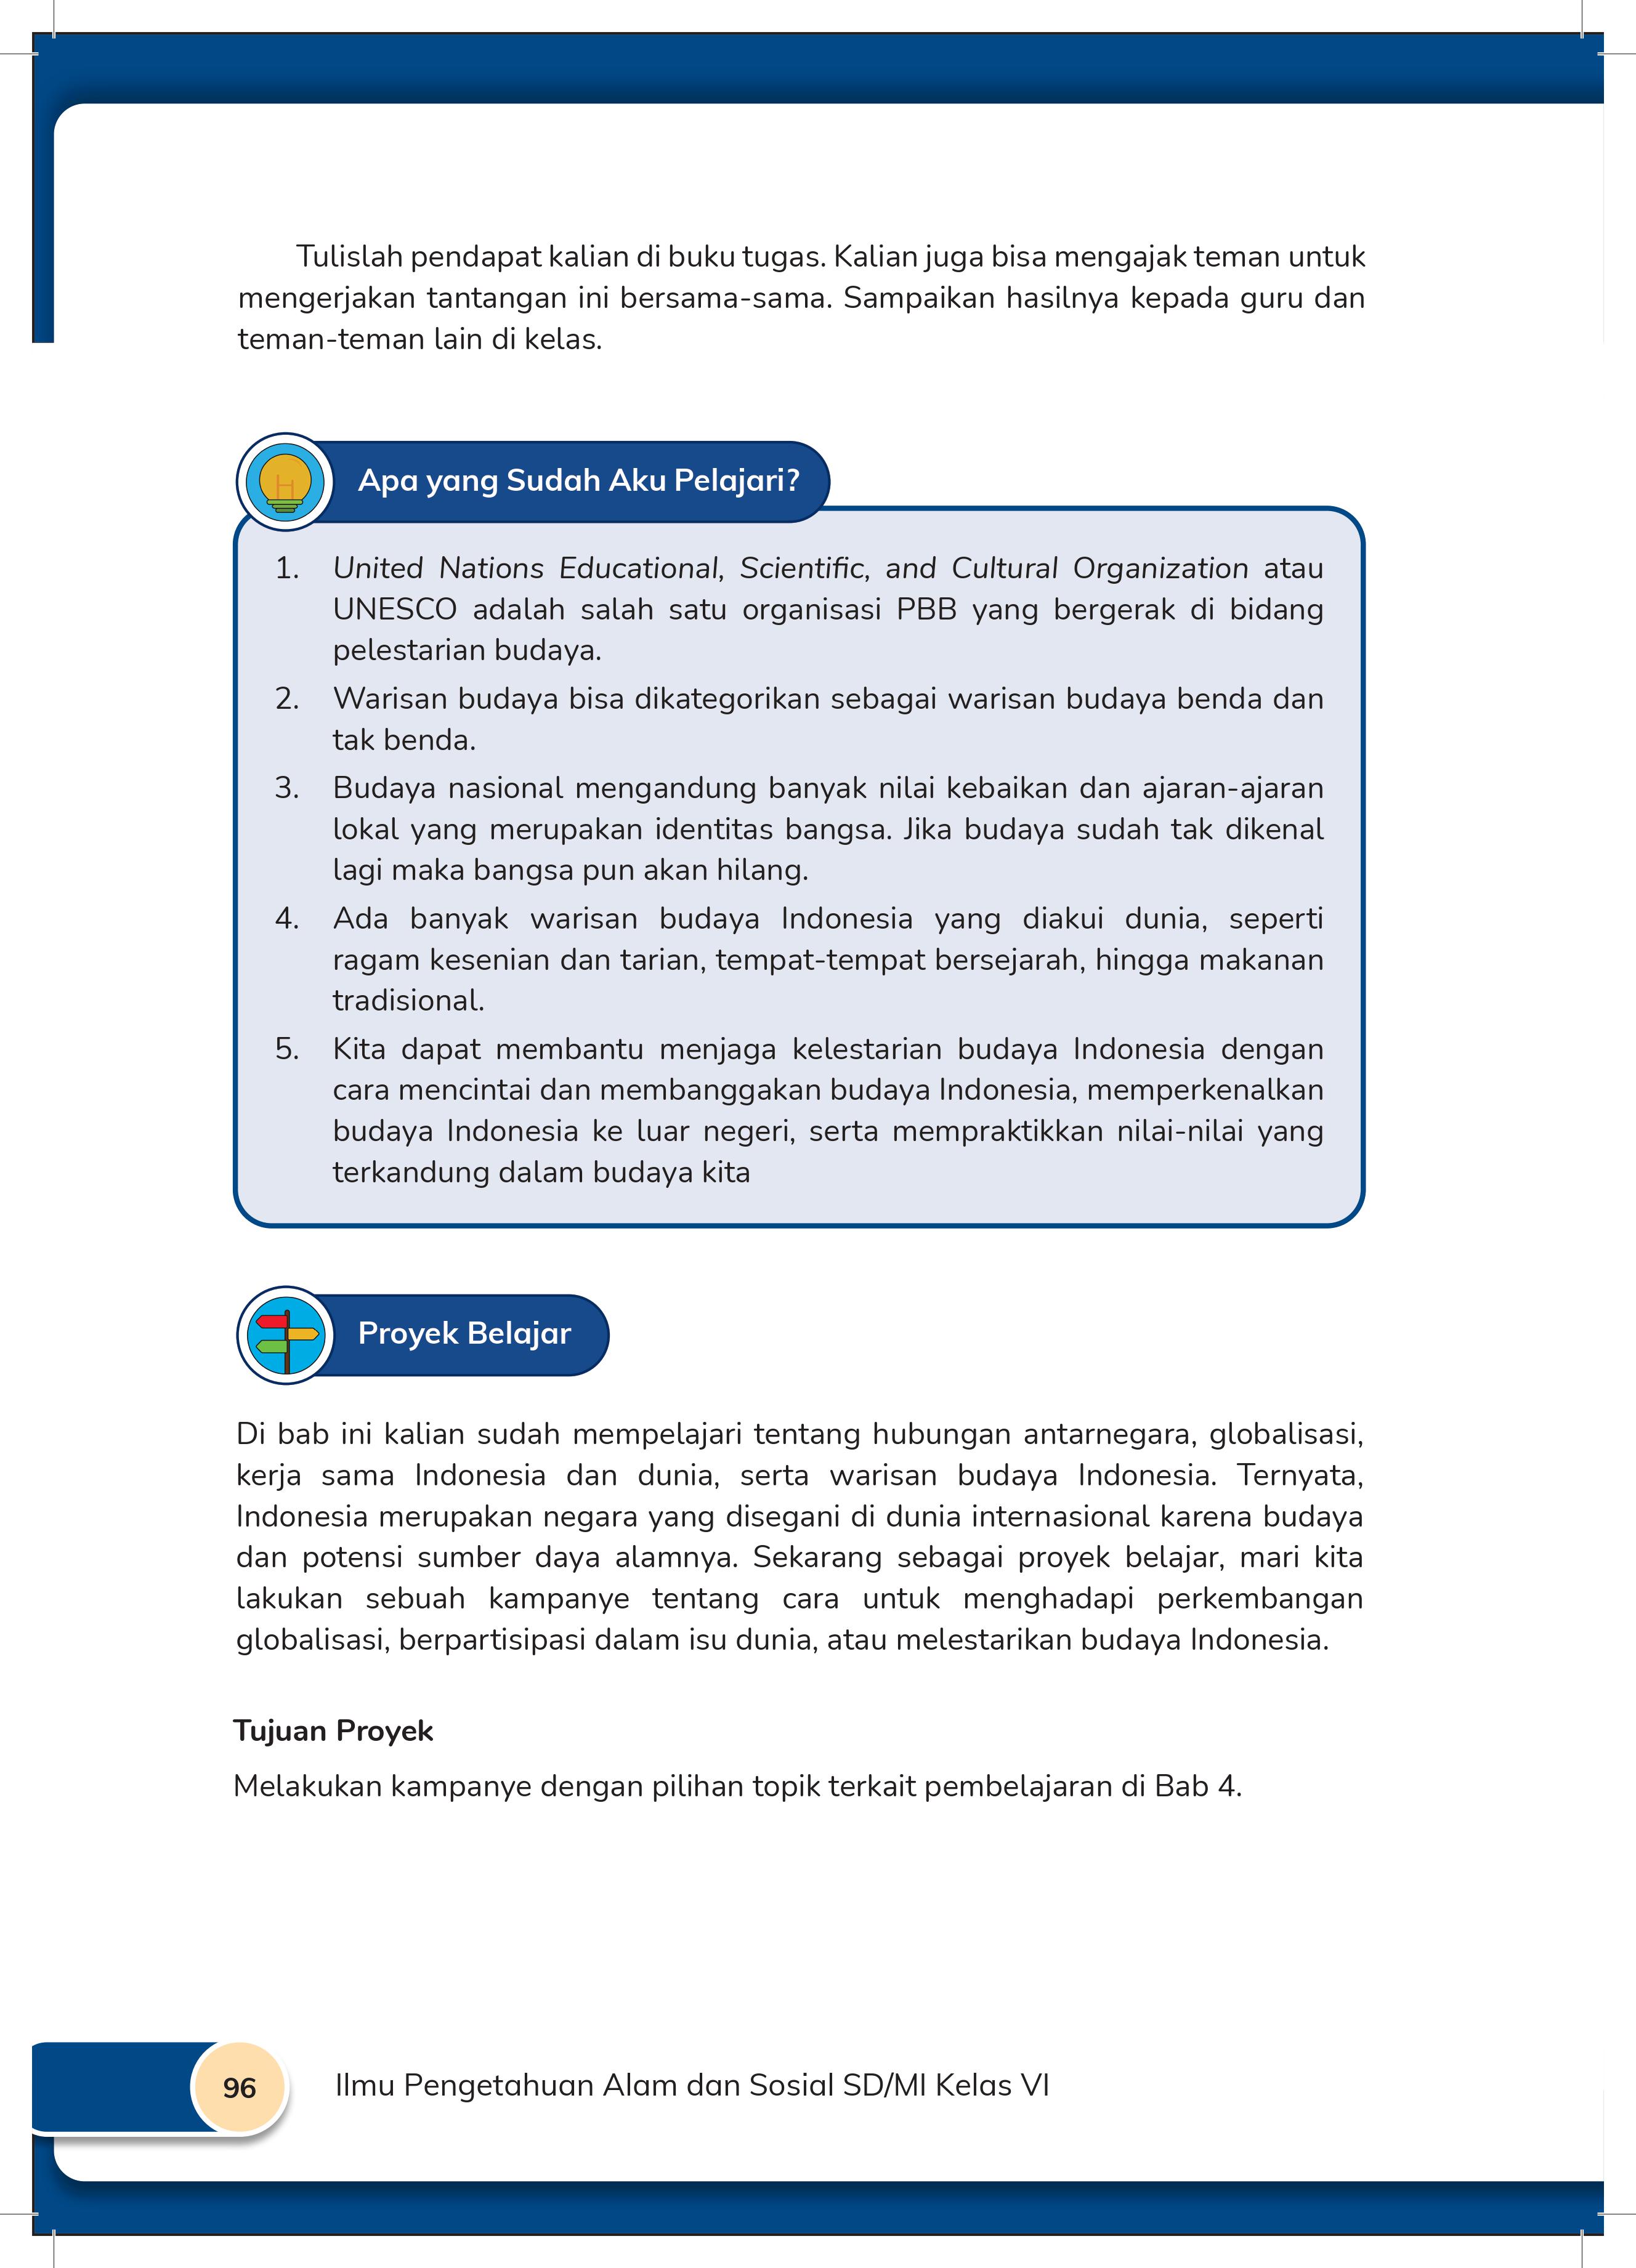 Tulislah pendapat kalian di buku tugas. Kalian juga bisa mengajak teman untuk
mengerjakan tantangan ini bersama-sama. Sampaikan hasilnya kepada guru dan
teman-teman lain di kelas.
Apa yang Sudah Aku Pelajari?
1. United Nations Educational, Scientific, and Cultural Organization atau
UNESCO adalah salah satu organisasi PBB yang bergerak di bidang
pelestarian budaya.
2. Warisan budaya bisa dikategorikan sebagai warisan budaya benda dan
tak benda.
3. Budaya nasional mengandung banyak nilai kebaikan dan ajaran-ajaran
lokal yang merupakan identitas bangsa. Jika budaya sudah tak dikenal
lagi maka bangsa pun akan hilang.
4. Ada banyak warisan budaya Indonesia yang diakui dunia, seperti
ragam kesenian dan tarian, tempat-tempat bersejarah, hingga makanan
tradisional.
5. Kita dapat membantu menjaga kelestarian budaya Indonesia dengan
cara mencintai dan membanggakan budaya Indonesia, memperkenalkan
budaya Indonesia ke luar negeri, serta mempraktikkan nilai-nilai yang
terkandung dalam budaya kita
Proyek Belajar
Di bab ini kalian sudah mempelajari tentang hubungan antarnegara, globalisasi,
kerja sama Indonesia dan dunia, serta warisan budaya Indonesia. Ternyata,
Indonesia merupakan negara yang disegani di dunia internasional karena budaya
dan potensi sumber daya alamnya. Sekarang sebagai proyek belajar, mari kita
lakukan sebuah kampanye tentang cara untuk menghadapi perkembangan
globalisasi, berpartisipasi dalam isu dunia, atau melestarikan budaya Indonesia.
Tujuan Proyek
Melakukan kampanye dengan pilihan topik terkait pembelajaran di Bab 4.
96 Ilmu Pengetahuan Alam dan Sosial SD/MI Kelas VI